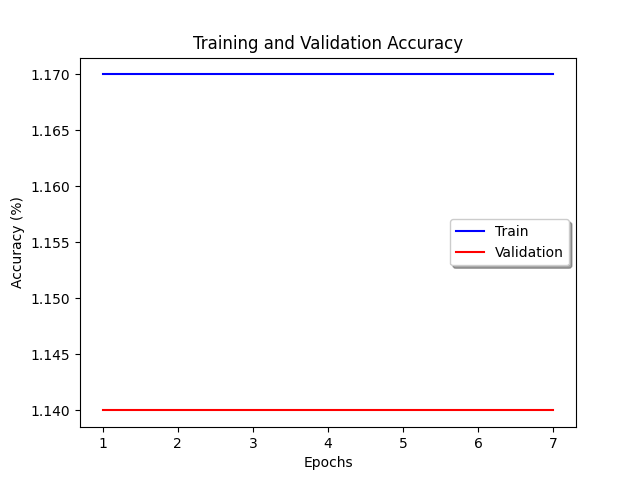 Training and Validation Accuracy
Accuracy (%)
1.170
1.165
1.160
1.155
1.150
1.145
1.140
Train
Validation
1 2 3 4 5 6 7
Epochs